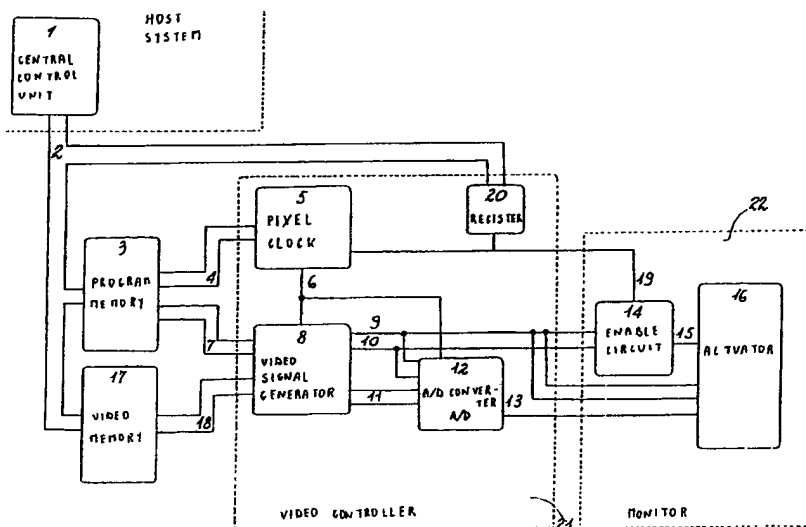 HOST
SYSTEM
1
CENTRAL
CONTROL
UNIT
2
20
REGISTER
5
PIXEL
CLOCK
22
3
PROGRAM
MEMORY
4
6
19
14
ENABLE
CIRCUIT
15
16
ACTUATOR
7
8
VIDEO
SIGNAL
GENERATOR
9
10
11
12
A/D CONVER-
TER
A/D
13
17
VIDEO
MEMORY
18
VIDEO CONTROLLER
21
MONITOR